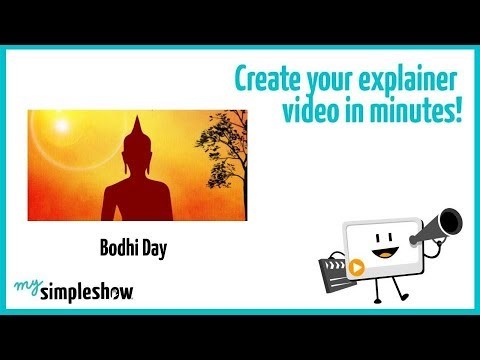 Create your explainer
video in minutes!
Bodhi Day
my
simpleshow